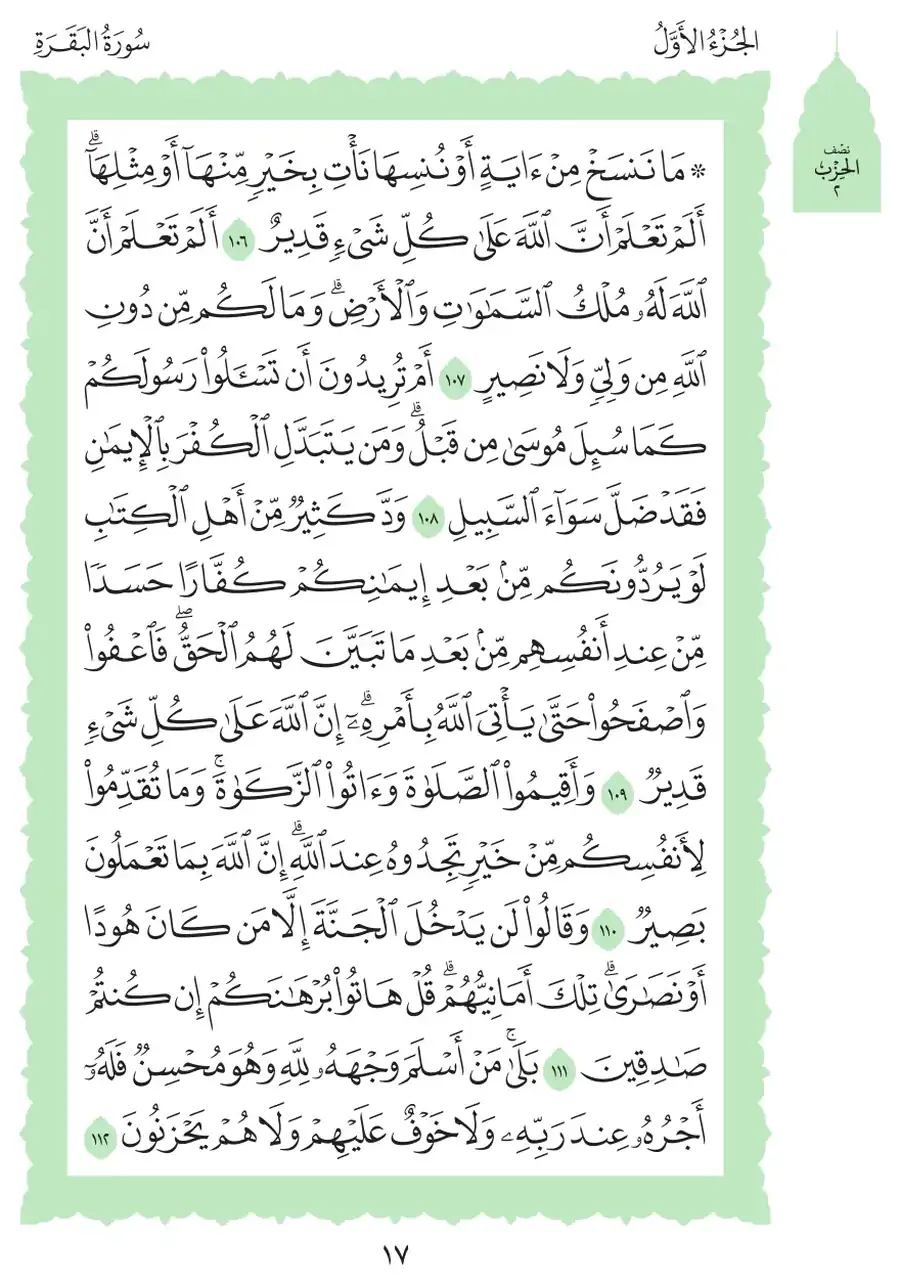 الجُزْءُ الأَوَّلُ
سُورَةُ البَقَرَةِ
نصْف
الحِزْبُ
٢
* مَا نَنسَخْ مِنْ ءَايَةٍ أَوْ نُنسِهَا نَأْتِ بِخَيْرٍ مِّنْهَآ أَوْ مِثْلِهَآۗ
أَلَمْ تَعْلَمْ أَنَّ ٱللَّهَ عَلَىٰ كُلِّ شَىْءٍ قَدِيرٌ ١٠٦ أَلَمْ تَعْلَمْ أَنَّ
ٱللَّهَ لَهُۥ مُلْكُ ٱلسَّمَٰوَٰتِ وَٱلْأَرْضِۗ وَمَا لَكُم مِّن دُونِ
ٱللَّهِ مِن وَلِىٍّ وَلَا نَصِيرٍ ١٠٧ أَمْ تُرِيدُونَ أَن تَسْـَٔلُوا۟ رَسُولَكُمْ
كَمَا سُئِلَ مُوسَىٰ مِن قَبْلُۗ وَمَن يَتَبَدَّلِ ٱلْكُفْرَ بِٱلْإِيمَٰنِ
فَقَدْ ضَلَّ سَوَآءَ ٱلسَّبِيلِ ١٠٨ وَدَّ كَثِيرٌ مِّنْ أَهْلِ ٱلْكِتَٰبِ
لَوْ يَرُدُّونَكُم مِّنۢ بَعْدِ إِيمَٰنِكُمْ كُفَّارًا حَسَدًا
مِّنْ عِندِ أَنفُسِهِم مِّنۢ بَعْدِ مَا تَبَيَّنَ لَهُمُ ٱلْحَقُّۖ فَٱعْفُوا۟
وَٱصْفَحُوا۟ حَتَّىٰ يَأْتِىَ ٱللَّهُ بِأَمْرِهِۦٓۗ إِنَّ ٱللَّهَ عَلَىٰ كُلِّ شَىْءٍ
قَدِيرٌ ١٠٩ وَأَقِيمُوا۟ ٱلصَّلَوٰةَ وَءَاتُوا۟ ٱلزَّكَوٰةَۚ وَمَا تُقَدِّمُوا۟
لِأَنفُسِكُم مِّنْ خَيْرٍ تَجِدُوهُ عِندَ ٱللَّهِۗ إِنَّ ٱللَّهَ بِمَا تَعْمَلُونَ
بَصِيرٌ ١١٠ وَقَالُوا۟ لَن يَدْخُلَ ٱلْجَنَّةَ إِلَّا مَن كَانَ هُودًا
أَوْ نَصَٰرَىٰۗ تِلْكَ أَمَانِيُّهُمْۗ قُلْ هَاتُوا۟ بُرْهَٰنَكُمْ إِن كُنتُمْ
صَٰدِقِينَ ١١١ بَلَىٰۚ مَنْ أَسْلَمَ وَجْهَهُۥ لِلَّهِ وَهُوَ مُحْسِنٌ فَلَهُۥٓ
أَجْرُهُۥ عِندَ رَبِّهِۦ وَلَا خَوْفٌ عَلَيْهِمْ وَلَا هُمْ يَحْزَنُونَ ١١٢
١٧